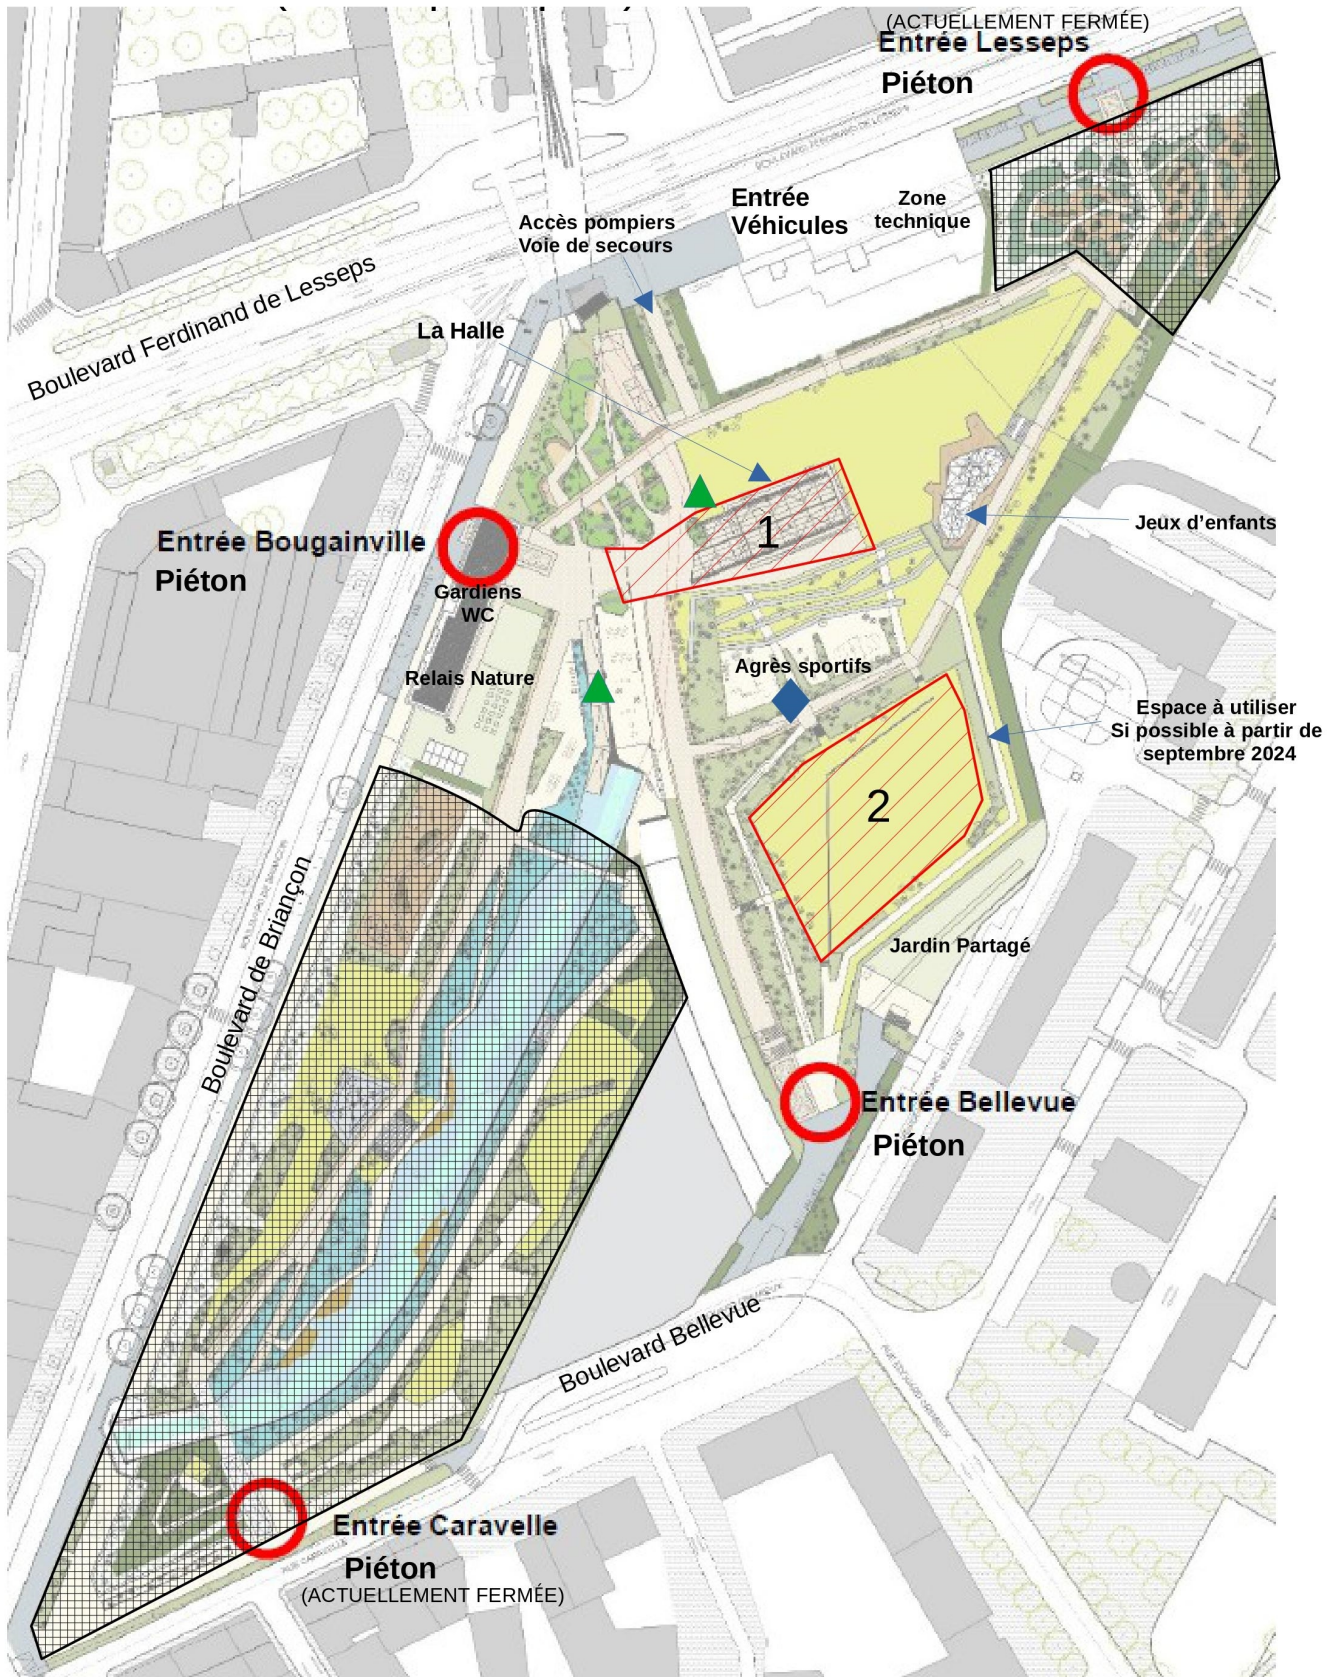 (ACTUELLEMENT FERMÉE)
Entrée Lesseps
Piéton
Entrée
Véhicules
Zone
technique
Accès pompiers
Voie de secours
Boulevard Ferdinand de Lesseps
La Halle
1
Jeux d’enfants
Entrée Bougainville
Piéton
Gardiens
WC
Relais Nature
Agrès sportifs
Espace à utiliser
Si possible à partir de
septembre 2024
2
Boulevard de Briançon
Jardin Partagé
Entrée Bellevue
Piéton
Boulevard Bellevue
Entrée Caravelle
Piéton
(ACTUELLEMENT FERMÉE)